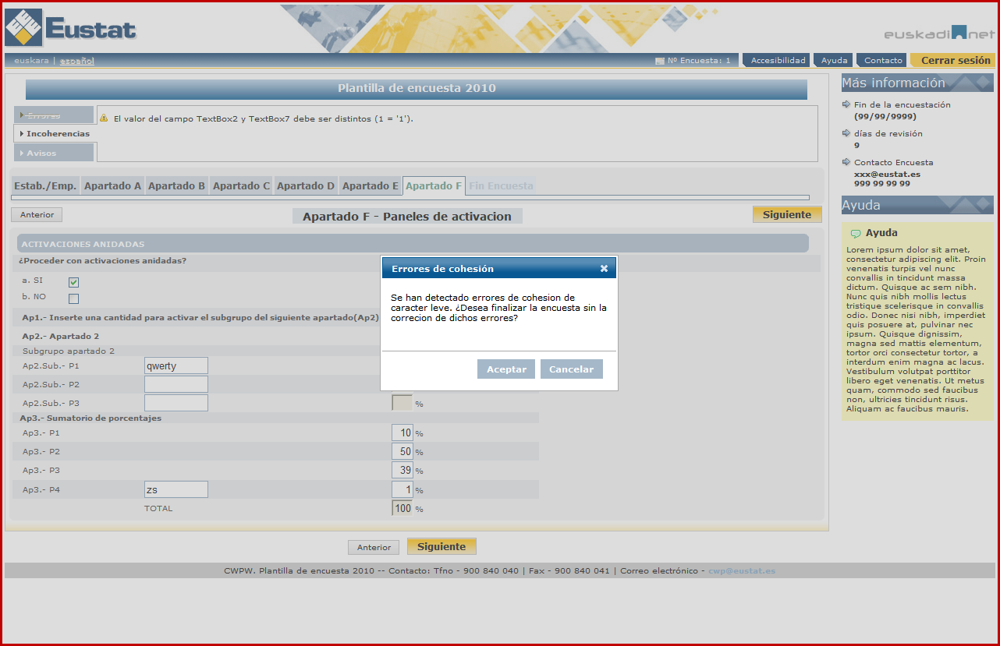 Eustat
euskadi net
euskara | español
Nº Encuesta: 1
Accesibilidad
Ayuda
Contacto
Cerrar sesión
Plantilla de encuesta 2010
Errores
Incoherencias
Avisos
El valor del campo TextBox2 y TextBox7 debe ser distintos (1 = '1').
Estab./Emp. Apartado A Apartado B Apartado C Apartado D Apartado E Apartado F Fin Encuesta
Anterior
Apartado F - Paneles de activacion
Siguiente
ACTIVACIONES ANIDADAS
¿Proceder con activaciones anidadas?
a. SI
b. NO
Ap1.- Inserte una cantidad para activar el subgrupo del siguiente apartado(Ap2)
Ap2.- Apartado 2
Subgrupo apartado 2
Ap2.Sub.- P1 qwerty
Ap2.Sub.- P2
Ap2.Sub.- P3 %
Ap3.- Sumatorio de porcentajes
Ap3.- P1 10 %
Ap3.- P2 50 %
Ap3.- P3 39 %
Ap3.- P4 zs 1 %
TOTAL 100 %
Errores de cohesión
Se han detectado errores de cohesion de
caracter leve. ¿Desea finalizar la encuesta sin la
correcion de dichos errores?
Aceptar
Cancelar
Anterior
Siguiente
Más información
Fin de la encuestación
(99/99/9999)
días de revisión
9
Contacto Encuesta
xxx@eustat.es
999 99 99 99
Ayuda
Ayuda
Lorem ipsum dolor sit amet,
consectetur adipiscing elit. Proin
venenatis turpis vel nunc
convallis in tincidunt massa
dictum. Quisque ac sem nibh.
Nunc quis nibh mollis lectus
tristique scelerisque in convallis
odio. Donec nisi nibh, imperdiet
quis posuere at, pulvinar nec
ipsum. Quisque dignissim,
magna sed mattis elementum,
tortor orci consectetur tortor, a
interdum enim magna ac lacus.
Vestibulum volutpat porttitor
libero eget venenatis. Ut metus
quam, commodo sed faucibus
non, ultricies tincidunt risus.
Aliquam ac faucibus mauris.
CWPW. Plantilla de encuesta 2010 -- Contacto: Tfno - 900 840 040 | Fax - 900 840 041 | Correo electrónico - cwp@eustat.es